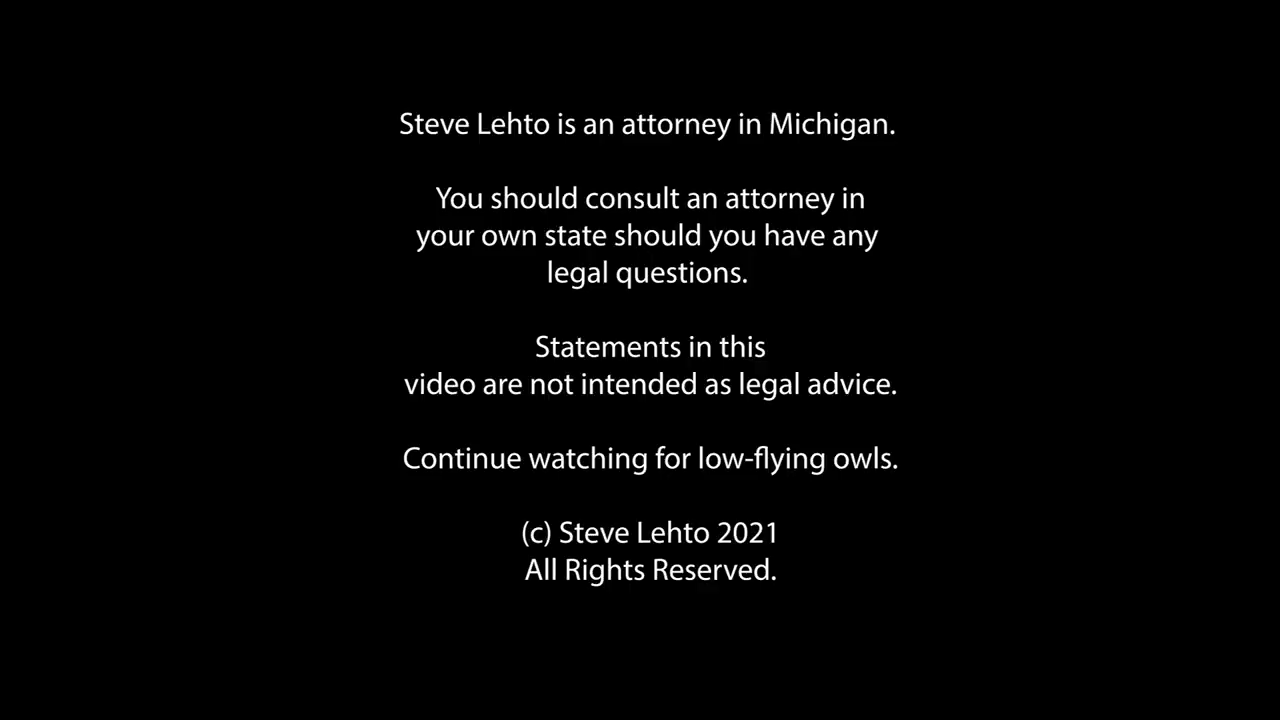 Steve Lehto is an attorney in Michigan.
You should consult an attorney in
your own state should you have any
legal questions.
Statements in this
video are not intended as legal advice.
Continue watching for low-flying owls.
(c) Steve Lehto 2021
All Rights Reserved.